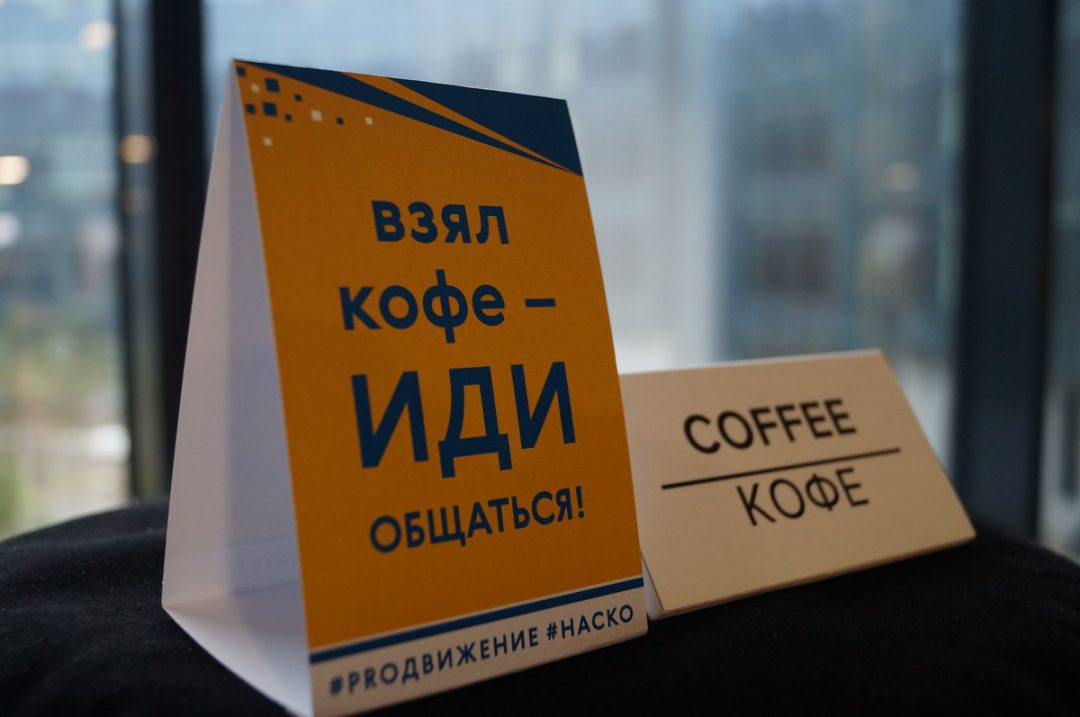 взял
кофе –
ИДИ
ОБЩАТЬСЯ!
#PRОДВИЖЕНИЕ #НАСКО
COFFEE
КОФЕ